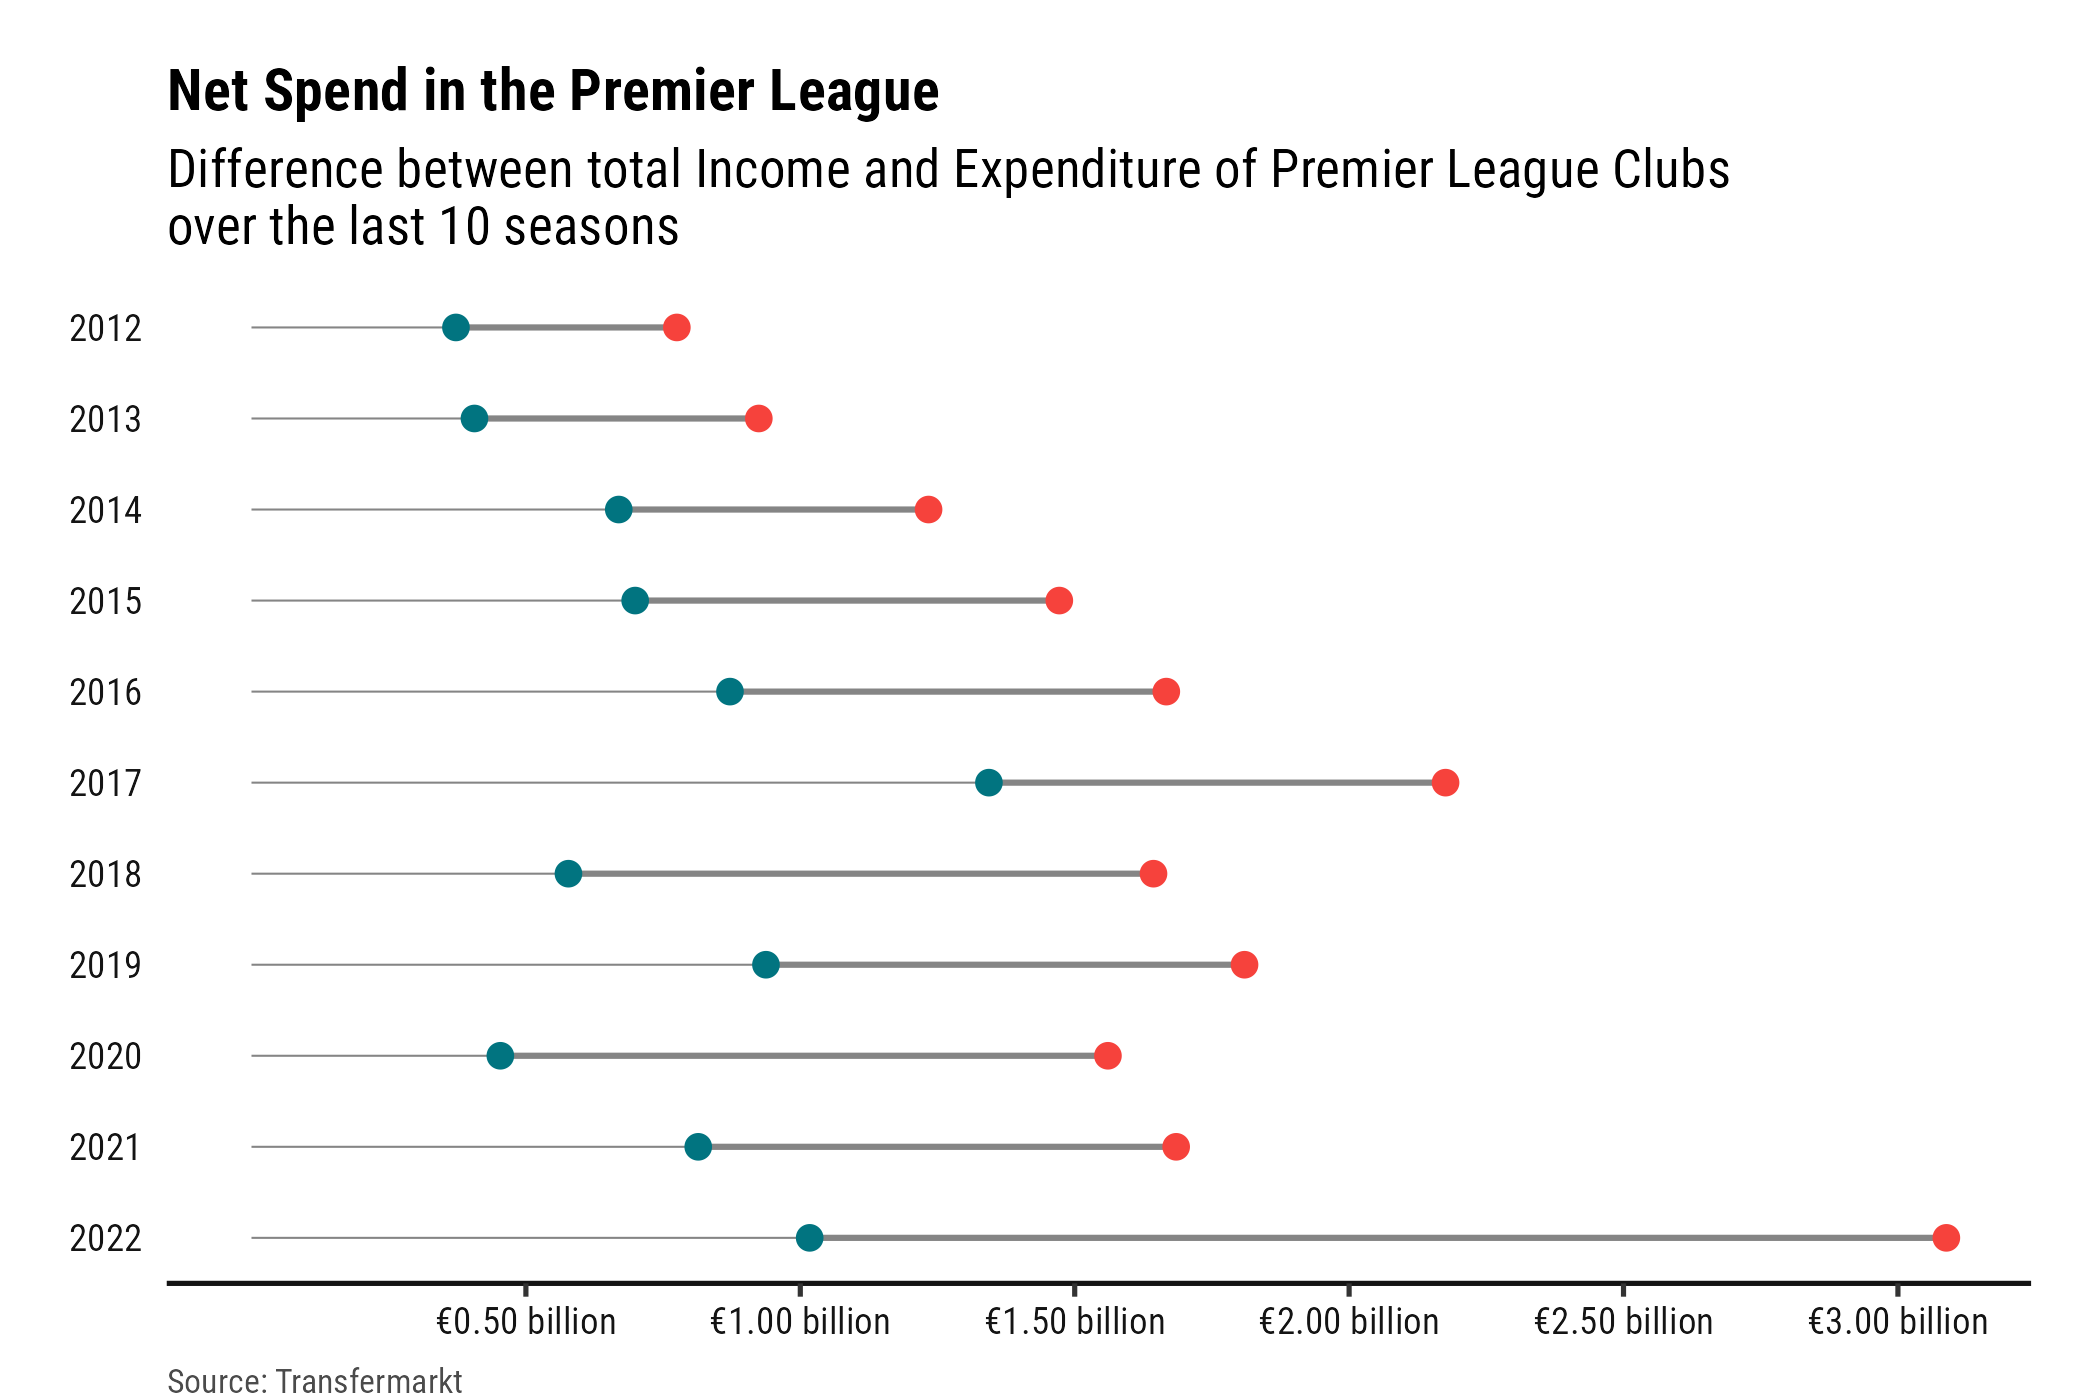 Net Spend in the Premier League
Difference between total Income and Expenditure of Premier League Clubs
over the last 10 seasons
2012
2013
2014
2015
2016
2017
2018
2019
2020
2021
2022
€0.50 billion €1.00 billion €1.50 billion €2.00 billion €2.50 billion €3.00 billion
Source: Transfermarkt